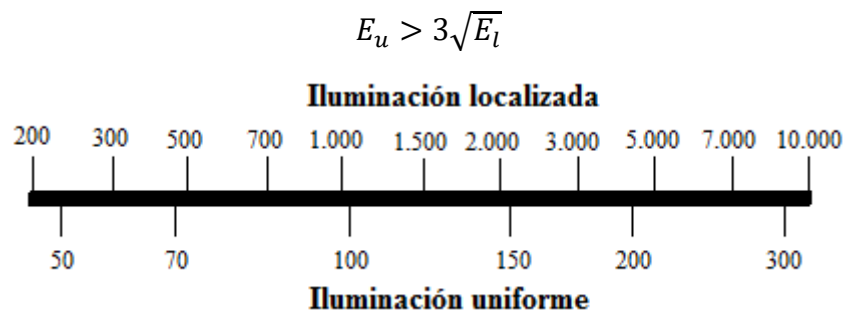 E_u > 3√E_l
Iluminación localizada
200 300 500 700 1.000 1.500 2.000 3.000 5.000 7.000 10.000
50 70 100 150 200 300
Iluminación uniforme